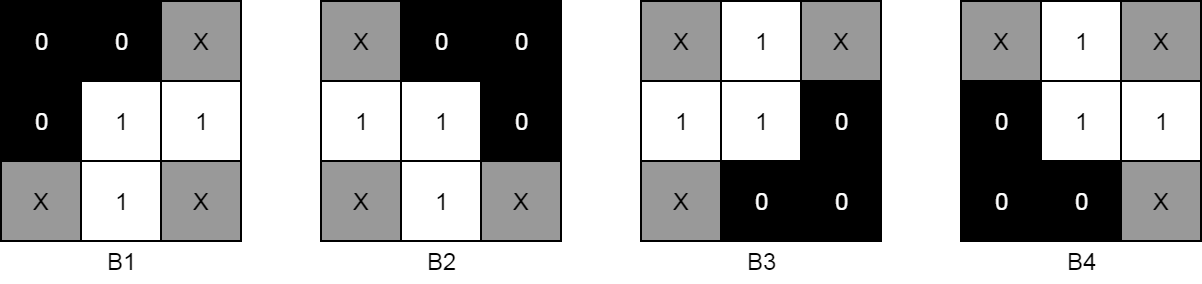 0 0 X X 0 0 X 1 X X 1 X
0 1 1 1 1 0 1 1 0 0 1 1
X 1 X X 1 X X 0 0 0 0 X
B1 B2 B3 B4